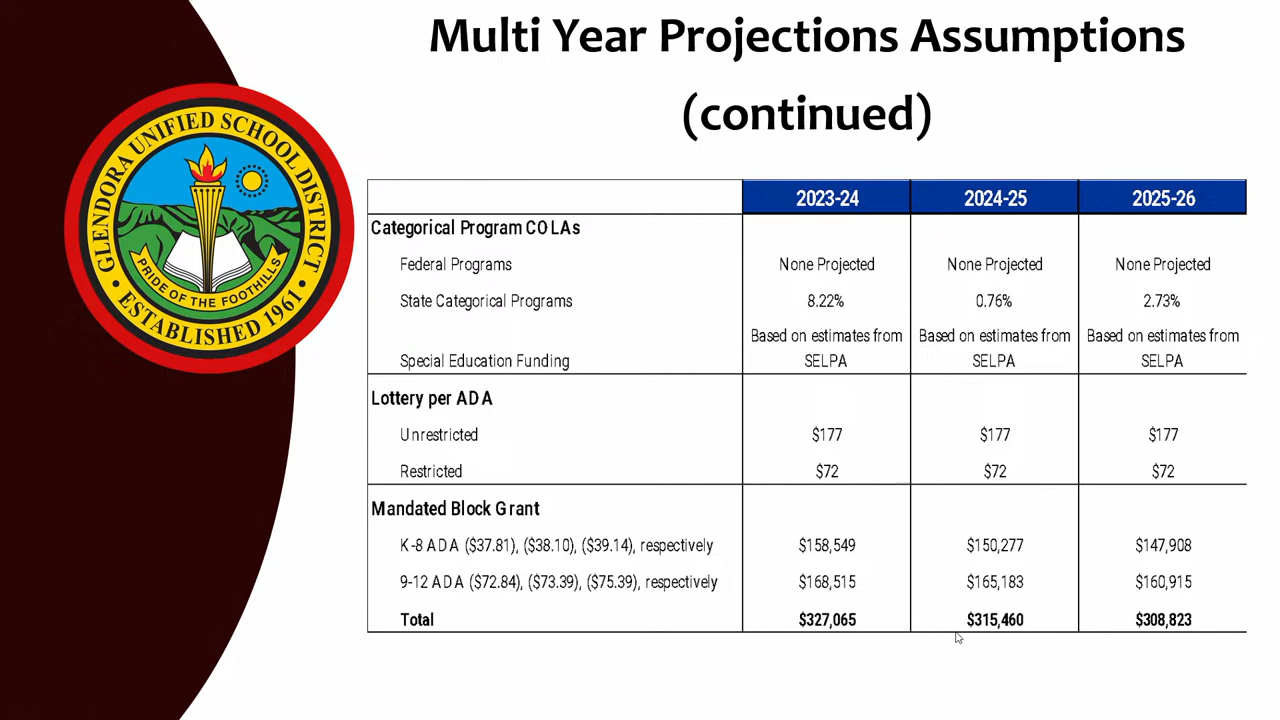 Multi Year Projections Assumptions
(continued)
GLENDORA UNIFIED SCHOOL DISTRICT
PRIDE OF THE FOOTHILLS
• ESTABLISHED 1961 •
2023-24 2024-25 2025-26
Categorical Program COLAs
Federal Programs None Projected None Projected None Projected
State Categorical Programs 8.22% 0.76% 2.73%
Based on estimates from Based on estimates from Based on estimates from
Special Education Funding SELPA SELPA SELPA
Lottery per ADA
Unrestricted $177 $177 $177
Restricted $72 $72 $72
Mandated Block Grant
K-8 ADA ($37.81), ($38.10), ($39.14), respectively $158,549 $150,277 $147,908
9-12 ADA ($72.84), ($73.39), ($75.39), respectively $168,515 $165,183 $160,915
Total $327,065 $315,460 $308,823